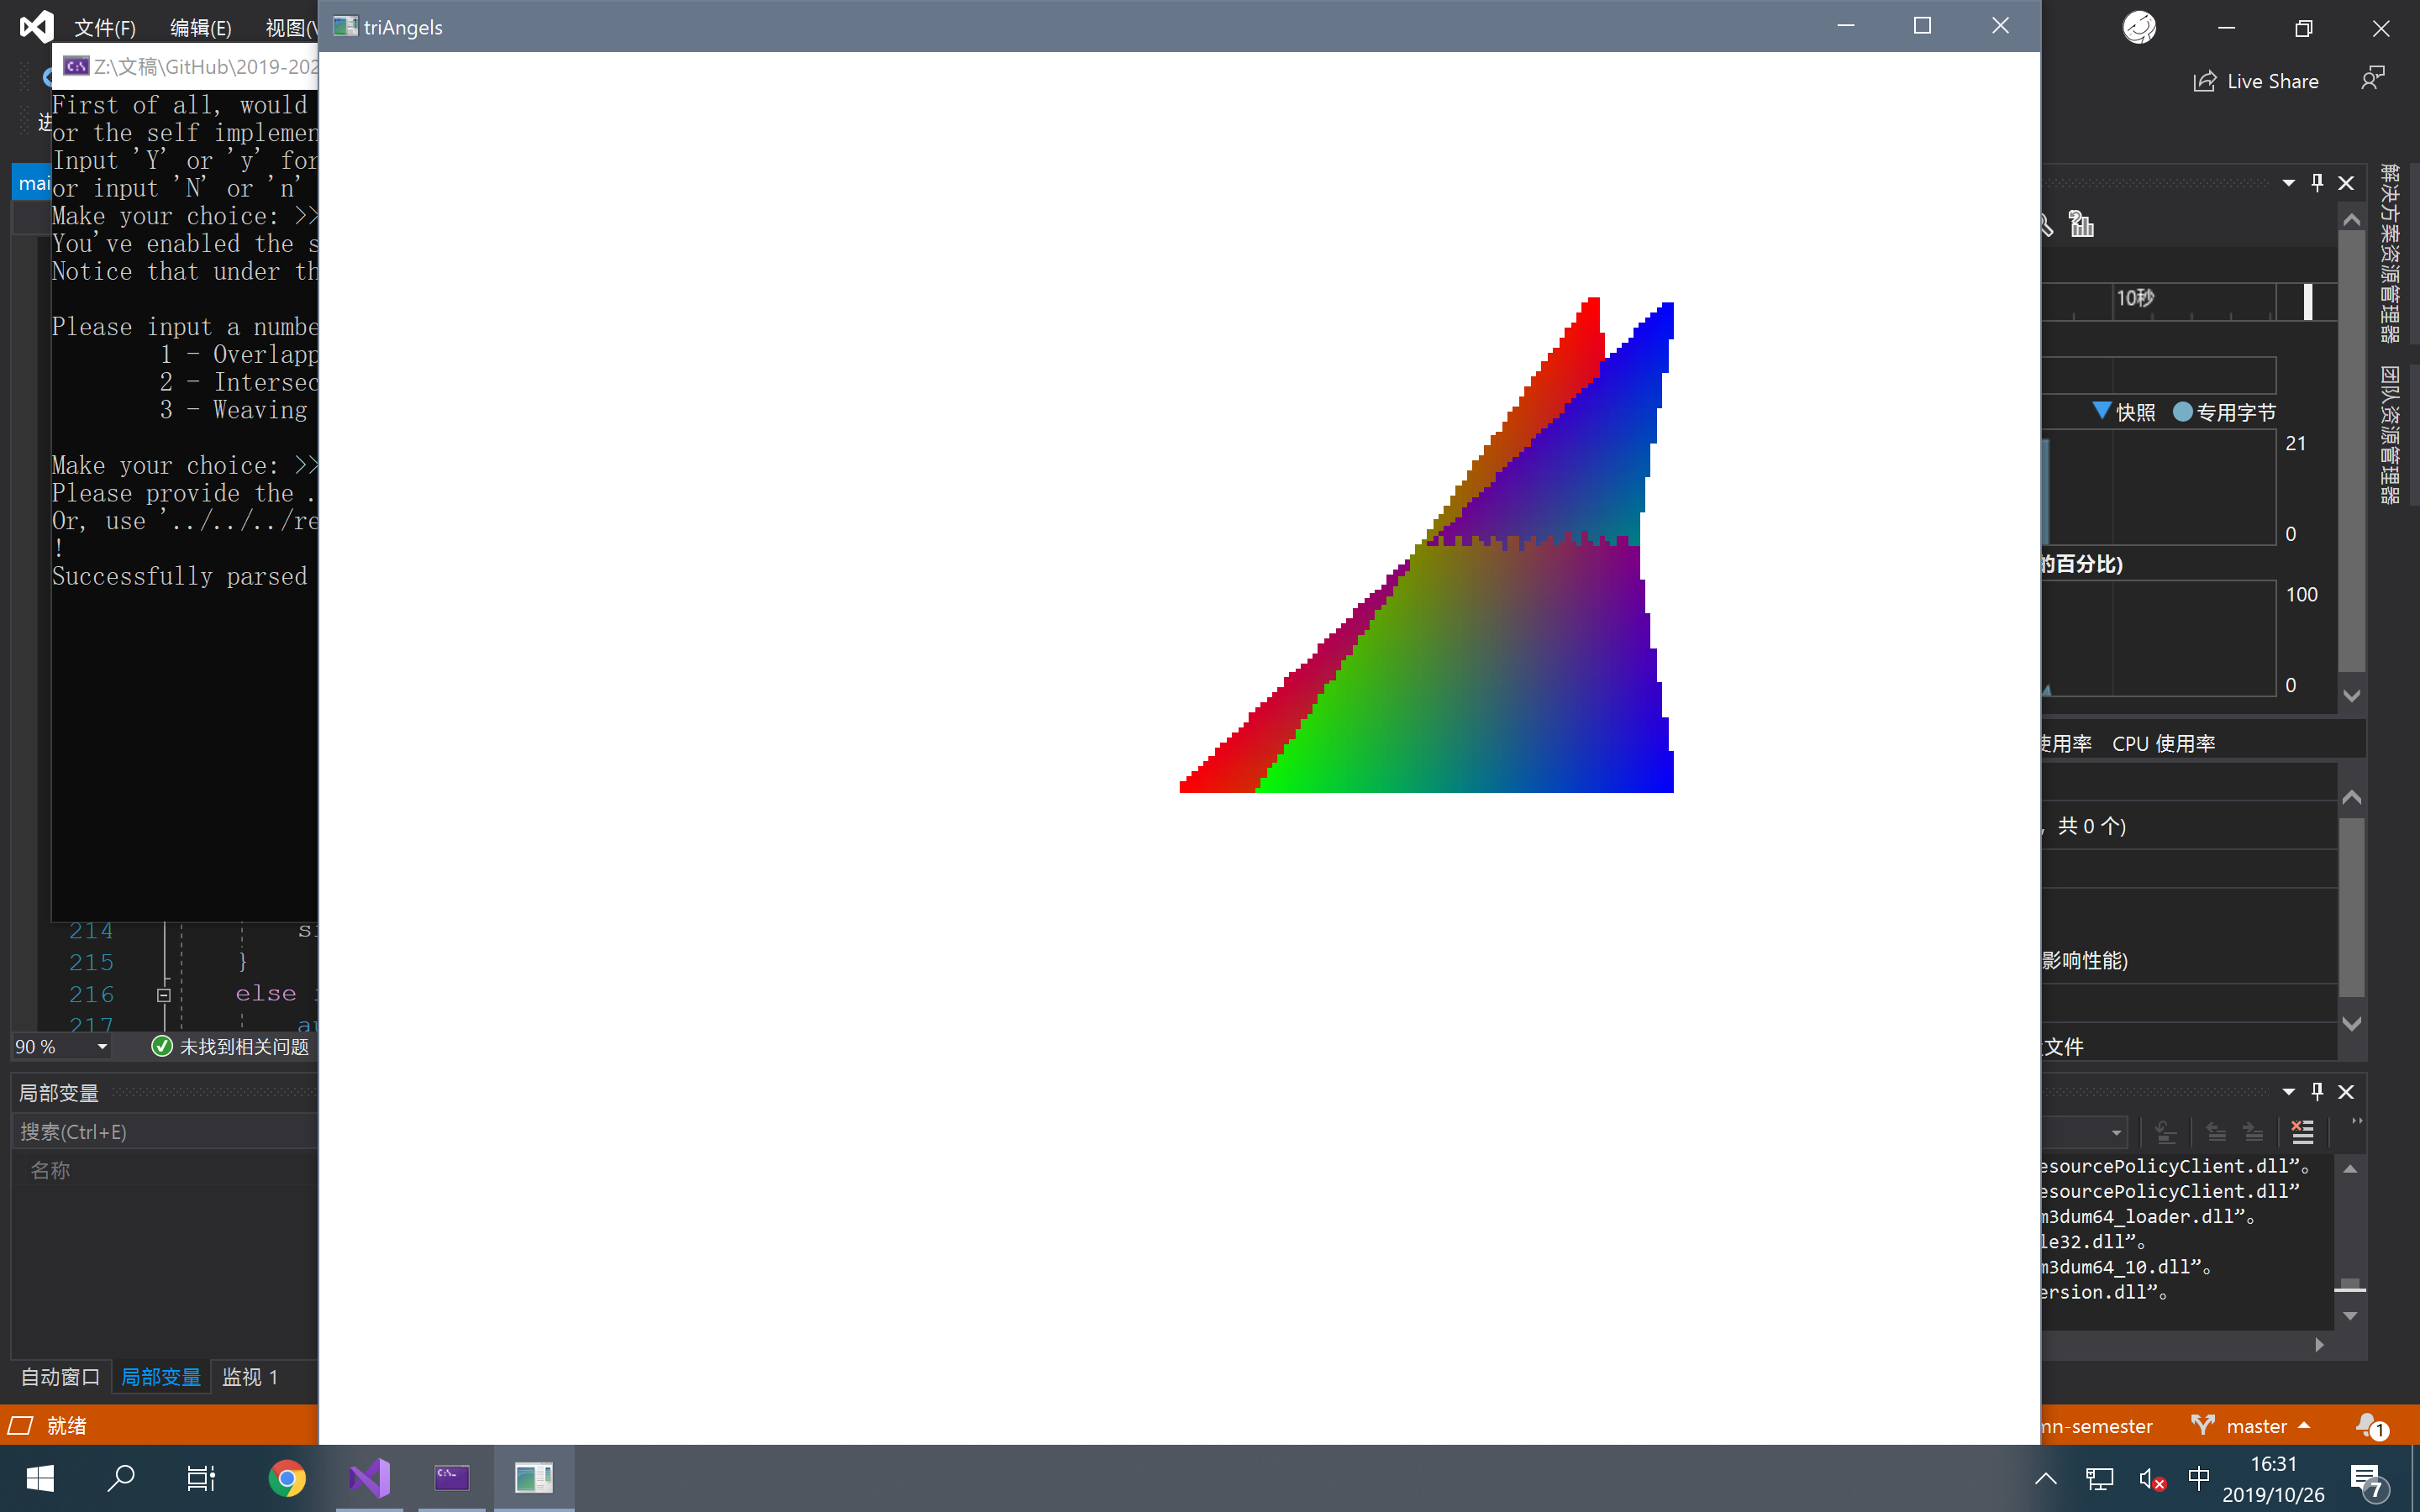 文件(F) 编辑(E) 视图(V
triAngels
Live Share
Z:\文稿\GitHub\2019-202
进
mai
First of all, would
or the self implemen
Input 'Y' or 'y' for
or input 'N' or 'n'
Make your choice: >>
You've enabled the s
Notice that under th
Please input a numbe
1 - Overlapp
2 - Intersec
3 - Weaving
Make your choice: >>
Please provide the .
Or, use '../../../re
!
Successfully parsed
214
215 }
216 else
217
90 %
未找到相关问题
局部变量
搜索(Ctrl+E)
名称
自动窗口 局部变量 监视 1
就绪
解决方案资源管理器
团队资源管理器
10秒
快照 专用字节
21
0
的百分比)
100
0
使用率 CPU 使用率
，共 0 个)
影响性能)
文件
esourcePolicyClient.dll”。
esourcePolicyClient.dll”
m3dum64_loader.dll”。
le32.dll”。
m3dum64_10.dll”。
ersion.dll”。
mn-semester master 1
中
16:31
2019/10/26
7